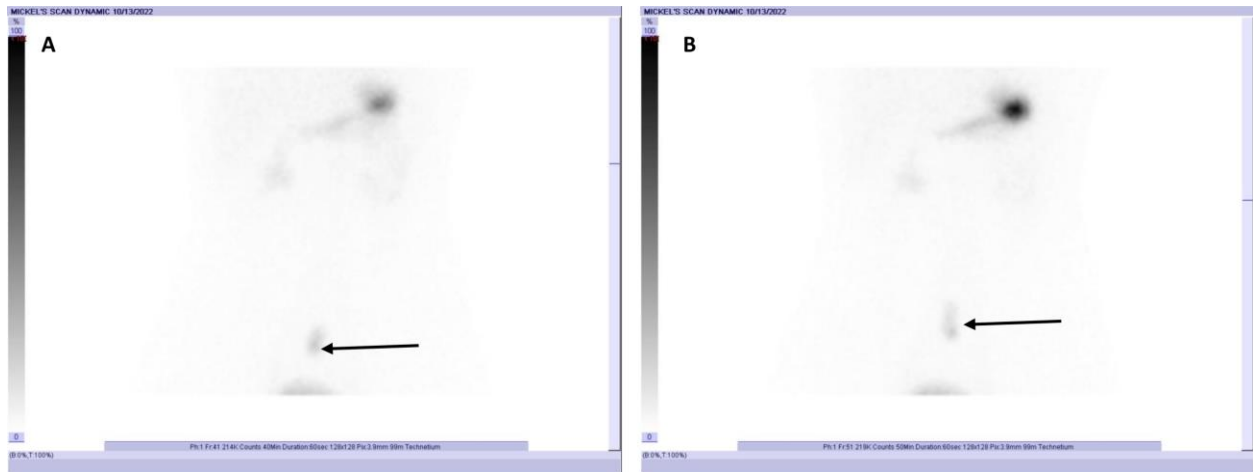 MICKEL'S SCAN DYNAMIC 10/13/2022
%
100
A
0
Ph:1 Fr:41 214K Counts 40Min Duration:60sec 128x128 Pix:3.9mm 99m Technetium
(B:0%,T:100%)
MICKEL'S SCAN DYNAMIC 10/13/2022
%
100
B
0
Ph:1 Fr:51 219K Counts 50Min Duration:60sec 128x128 Pix:3.9mm 99m Technetium
(B:0%,T:100%)